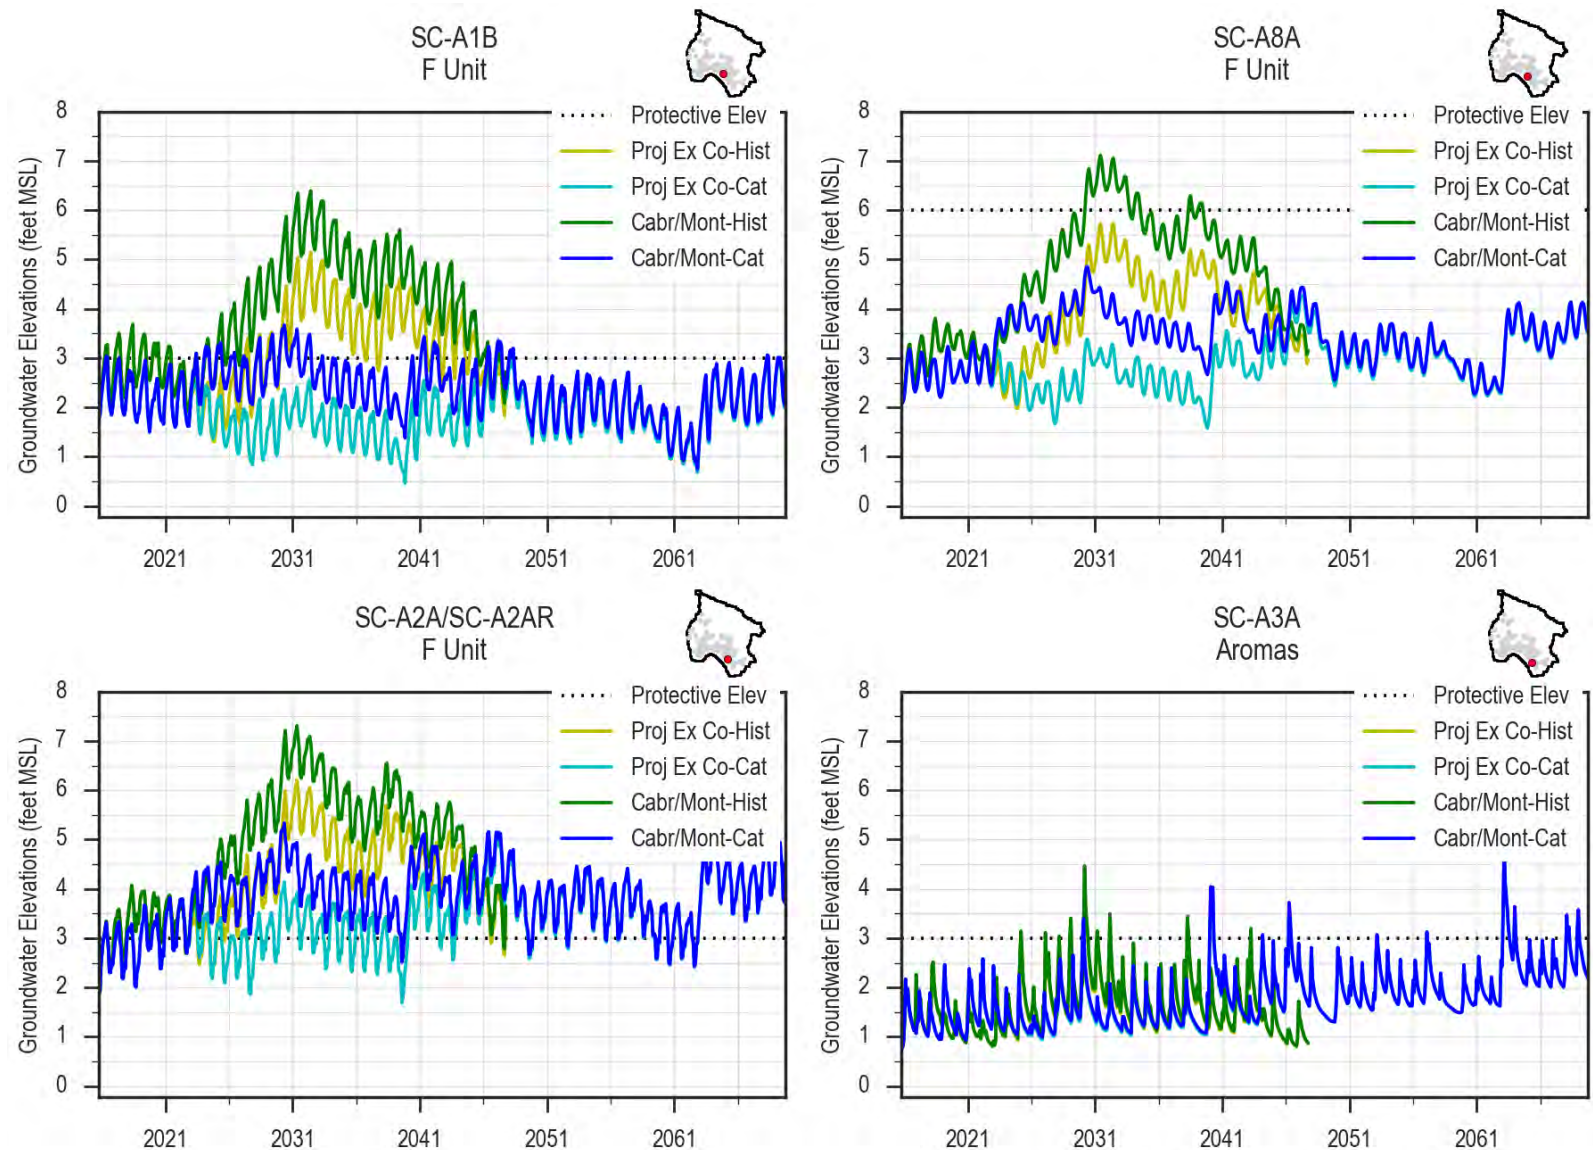 SC-A1B
F Unit
Groundwater Elevations (feet MSL)
8
7
6
5
4
3
2
1
0
Protective Elev
Proj Ex Co-Hist
Proj Ex Co-Cat
Cabr/Mont-Hist
Cabr/Mont-Cat
2021
2031
2041
2051
2061
SC-A8A
F Unit
Groundwater Elevations (feet MSL)
8
7
6
5
4
3
2
1
0
Protective Elev
Proj Ex Co-Hist
Proj Ex Co-Cat
Cabr/Mont-Hist
Cabr/Mont-Cat
2021
2031
2041
2051
2061
SC-A2A/SC-A2AR
F Unit
Groundwater Elevations (feet MSL)
8
7
6
5
4
3
2
1
0
Protective Elev
Proj Ex Co-Hist
Proj Ex Co-Cat
Cabr/Mont-Hist
Cabr/Mont-Cat
2021
2031
2041
2051
2061
SC-A3A
Aromas
Groundwater Elevations (feet MSL)
8
7
6
5
4
3
2
1
0
Protective Elev
Proj Ex Co-Hist
Proj Ex Co-Cat
Cabr/Mont-Hist
Cabr/Mont-Cat
2021
2031
2041
2051
2061